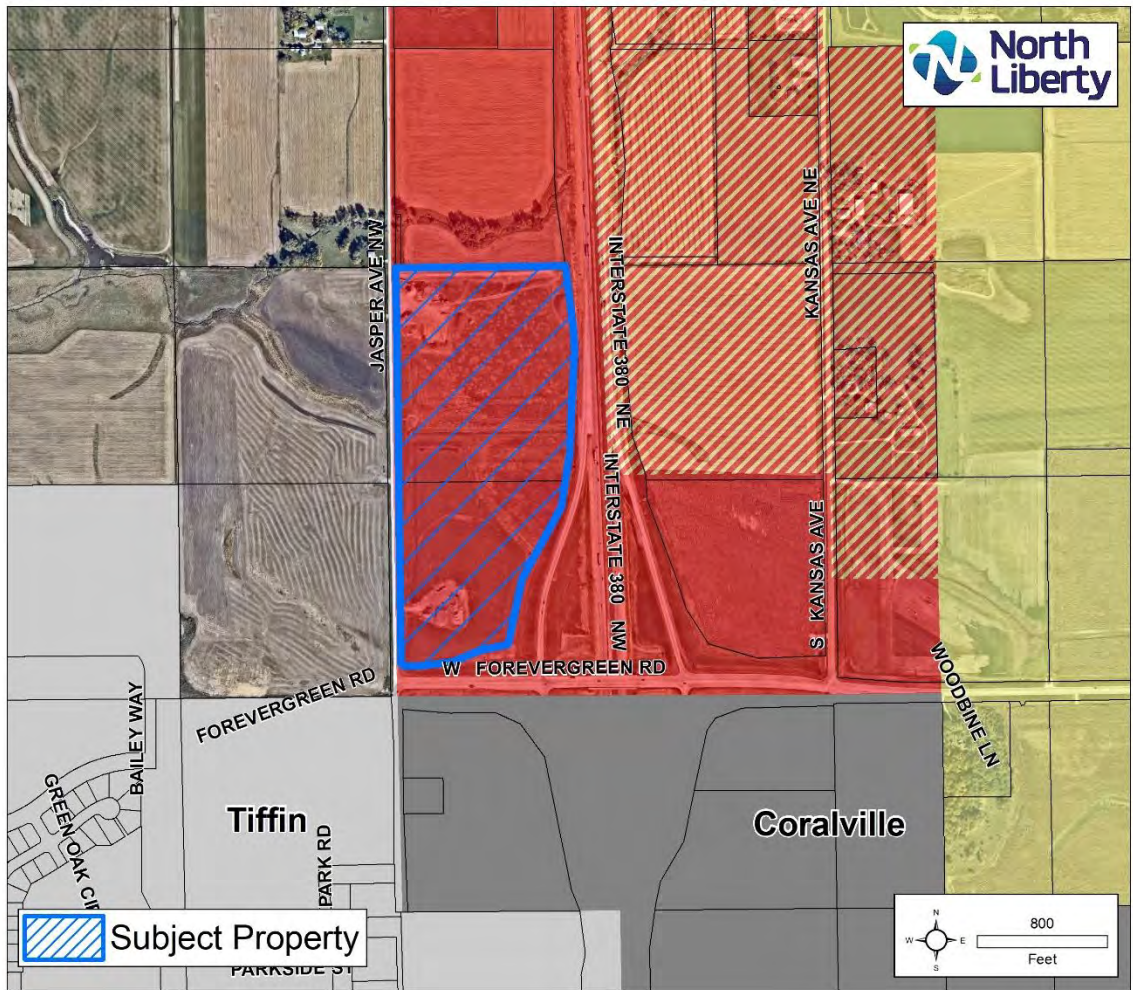 North
Liberty
JASPER AVE NW
INTERSTATE 380 NE
INTERSTATE 380 NW
KANSAS AVE NE
S KANSAS AVE
W FOREVERGREEN RD
FOREVERGREEN RD
WOODBINE LN
BAILEY WAY
GREEN OAK CIR
PARK RD
PARKSIDE ST
Tiffin
Coralville
Subject Property
N
W E
S
800
Feet